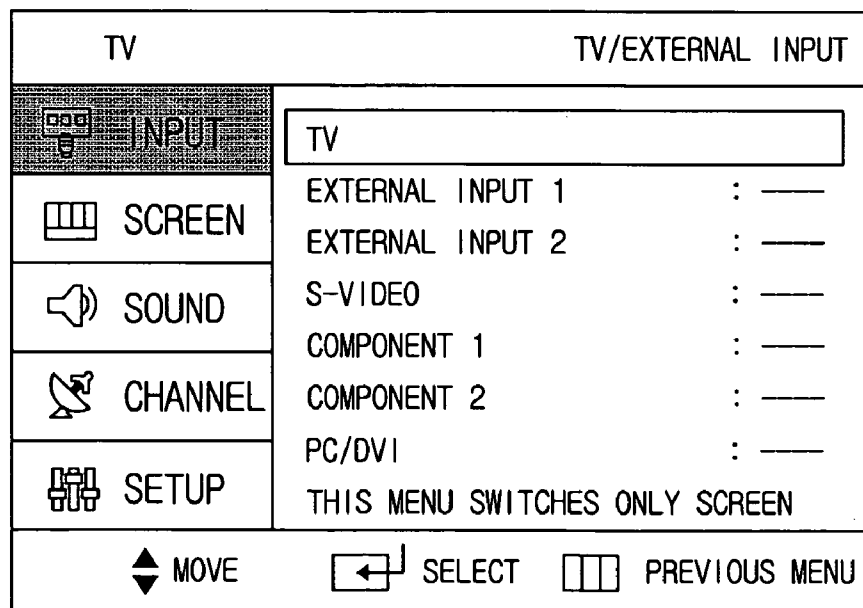 TV TV/EXTERNAL INPUT
INPUT
SCREEN
SOUND
CHANNEL
SETUP
TV
EXTERNAL INPUT 1 : ----
EXTERNAL INPUT 2 : ----
S-VIDEO : ----
COMPONENT 1 : ----
COMPONENT 2 : ----
PC/DVI : ----
THIS MENU SWITCHES ONLY SCREEN
MOVE SELECT PREVIOUS MENU